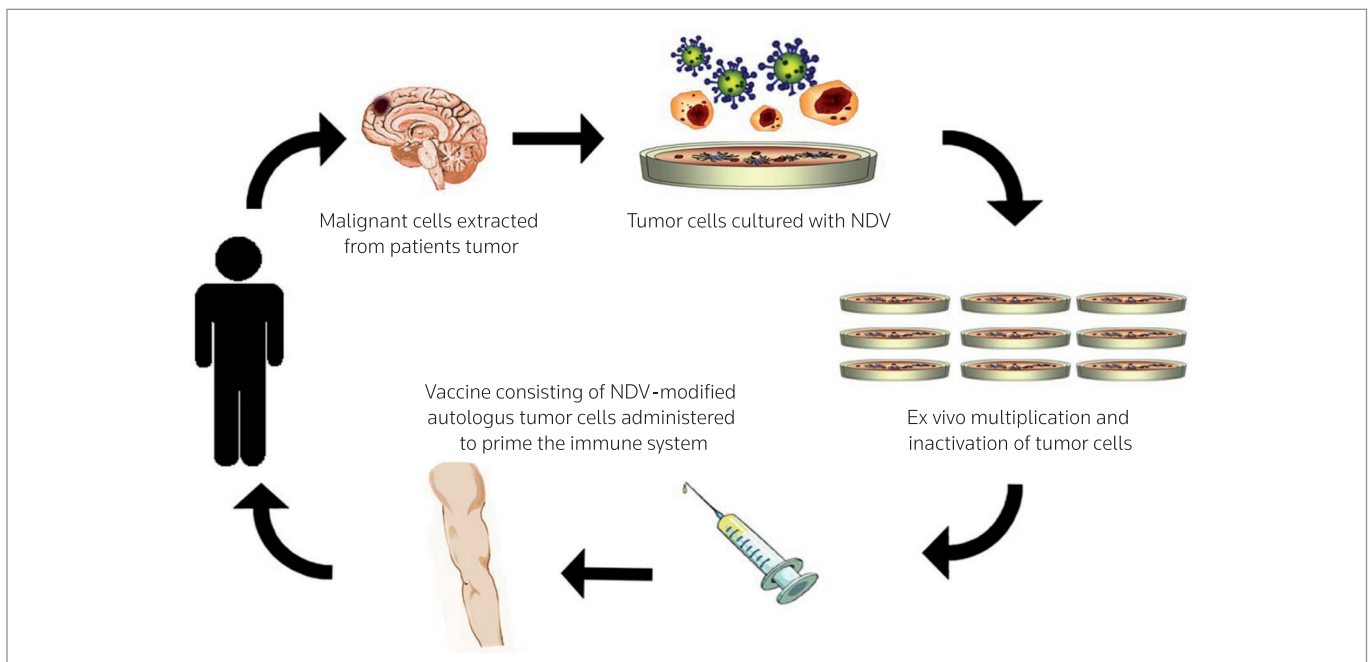 Malignant cells extracted
from patients tumor
Tumor cells cultured with NDV
Ex vivo multiplication and
inactivation of tumor cells
Vaccine consisting of NDV-modified
autologus tumor cells administered
to prime the immune system